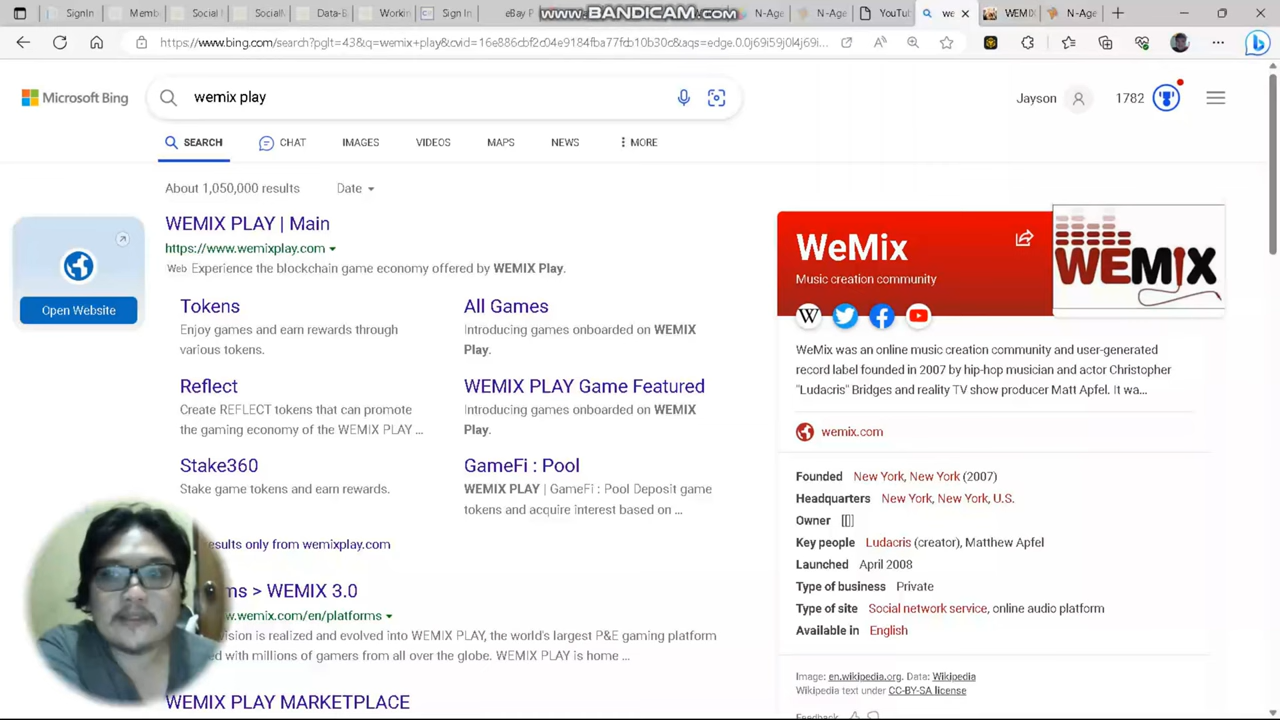 SignIn
Memb
Social
Social
Data-B
Workin
Sign In
eBay P
www.BANDICAM.com
N-Age
N-Age
YouTul
we
WEMIX
N-Age
https://www.bing.com/search?pglt=43&q=wemix+play&cvid=16e876sbf2c04e9184fba77fcb10b30c&aqs=edge.0.0j69i59j0l4j69i...
Microsoft Bing
wemix play
Jayson
1782
SEARCH
CHAT
IMAGES
VIDEOS
MAPS
NEWS
MORE
About 1,050,000 results
Date
WEMIX PLAY | Main
https://www.wemixplay.com
Web Experience the blockchain game economy offered by WEMIX Play.
Open Website
Tokens
Enjoy games and earn rewards through
various tokens.
All Games
Introducing games onboarded on WEMIX
Play.
Reflect
Create REFLECT tokens that can promote
the gaming economy of the WEMIX PLAY ...
WEMIX PLAY Game Featured
Introducing games onboarded on WEMIX
Play.
Stake360
Stake game tokens and earn rewards.
GameFi : Pool
WEMIX PLAY | GameFi : Pool Deposit game
tokens and acquire interest based on ...
esults only from wemixplay.com
ms > WEMIX 3.0
w.wemix.com/en/platforms
ision is realized and evolved into WEMIX PLAY, the world's largest P&E gaming platform
d with millions of gamers from all over the globe. WEMIX PLAY is home ...
WEMIX PLAY MARKETPLACE
WeMix
Music creation community
WEMIX
W
WeMix was an online music creation community and user-generated
record label founded in 2007 by hip-hop musician and actor Christopher
"Ludacris" Bridges and reality TV show producer Matt Apfel. It wa...
wemix.com
Founded New York, New York (2007)
Headquarters New York, New York, U.S.
Owner [[]]
Key people Ludacris (creator), Matthew Apfel
Launched April 2008
Type of business Private
Type of site Social network service, online audio platform
Available in English
Image: en.wikipedia.org. Data: Wikipedia
Wikipedia text under CC-BY-SA license
Feedback